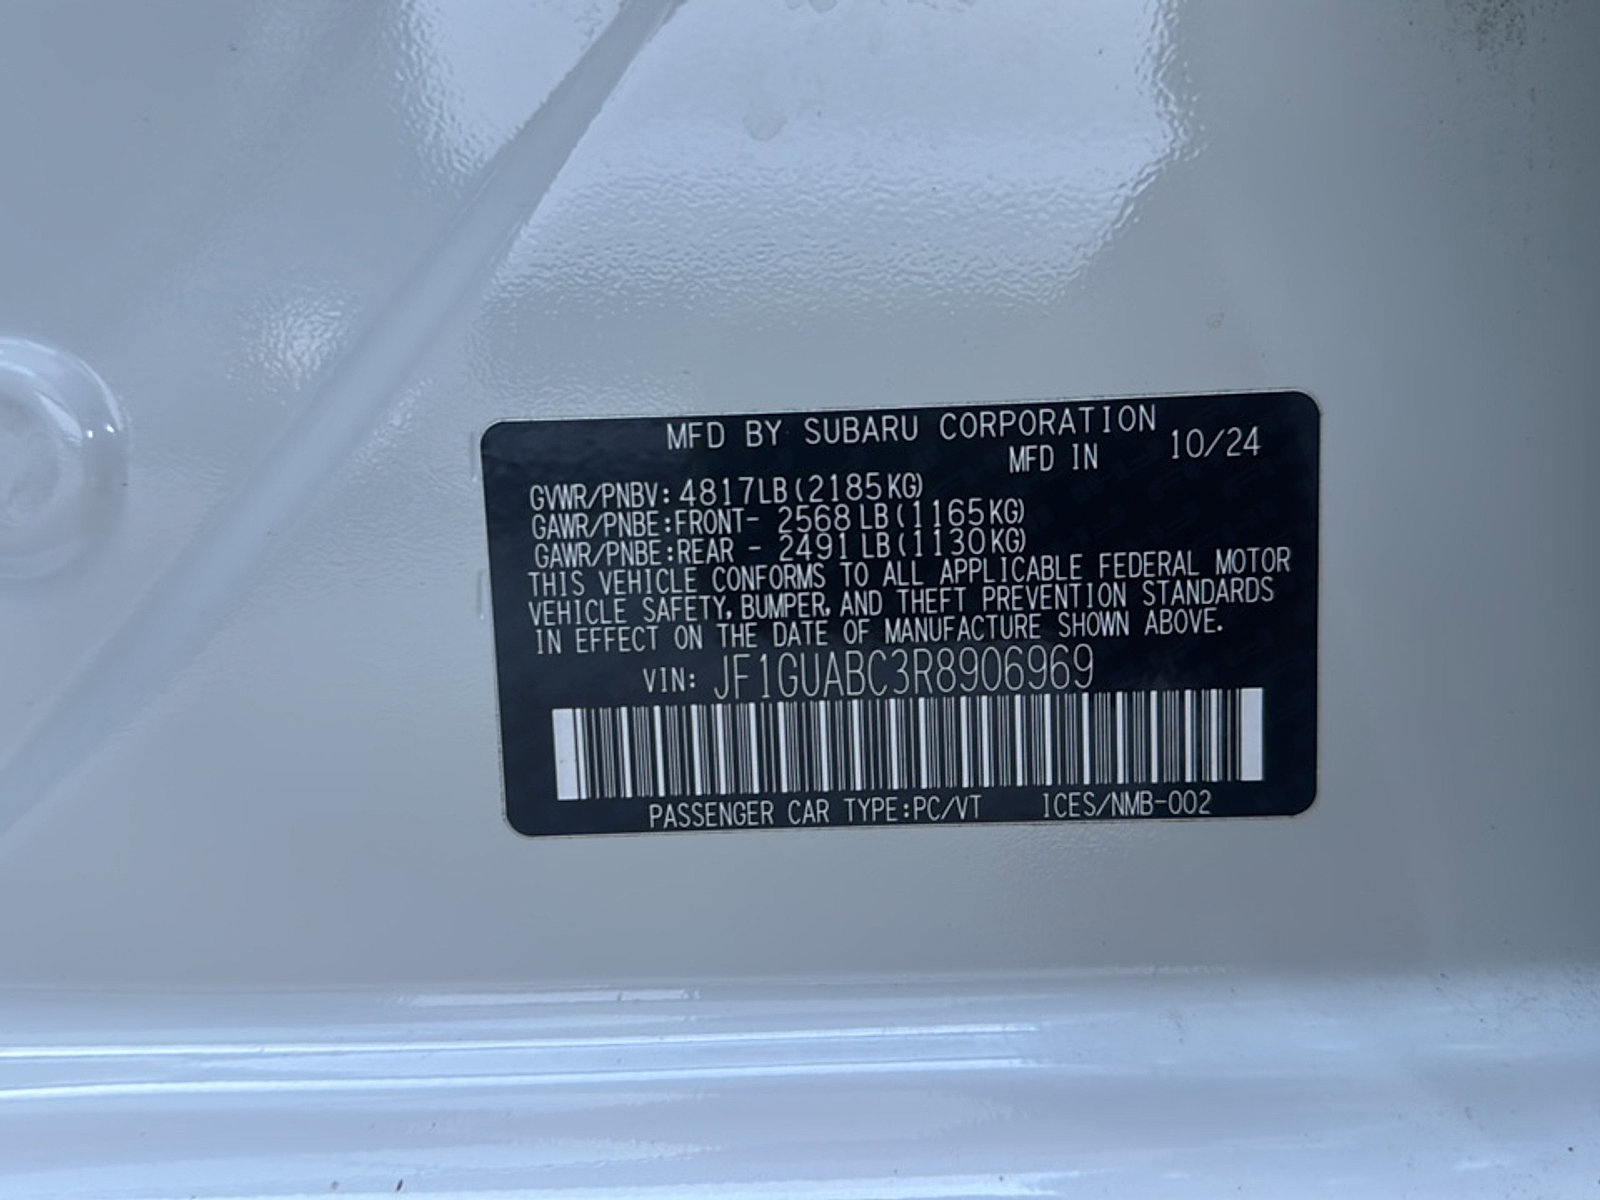 MFD BY SUBARU CORPORATION
MFD IN 10/24
GVWR/PNBV: 4817LB(2185KG)
GAWR/PNBE:FRONT- 2568LB(1165KG)
GAWR/PNBE:REAR - 2491LB(1130KG)
THIS VEHICLE CONFORMS TO ALL APPLICABLE FEDERAL MOTOR
VEHICLE SAFETY, BUMPER, AND THEFT PREVENTION STANDARDS
IN EFFECT ON THE DATE OF MANUFACTURE SHOWN ABOVE.
VIN: JF1GUABC3R8906969
PASSENGER CAR TYPE:PC/VT ICES/NMB-002